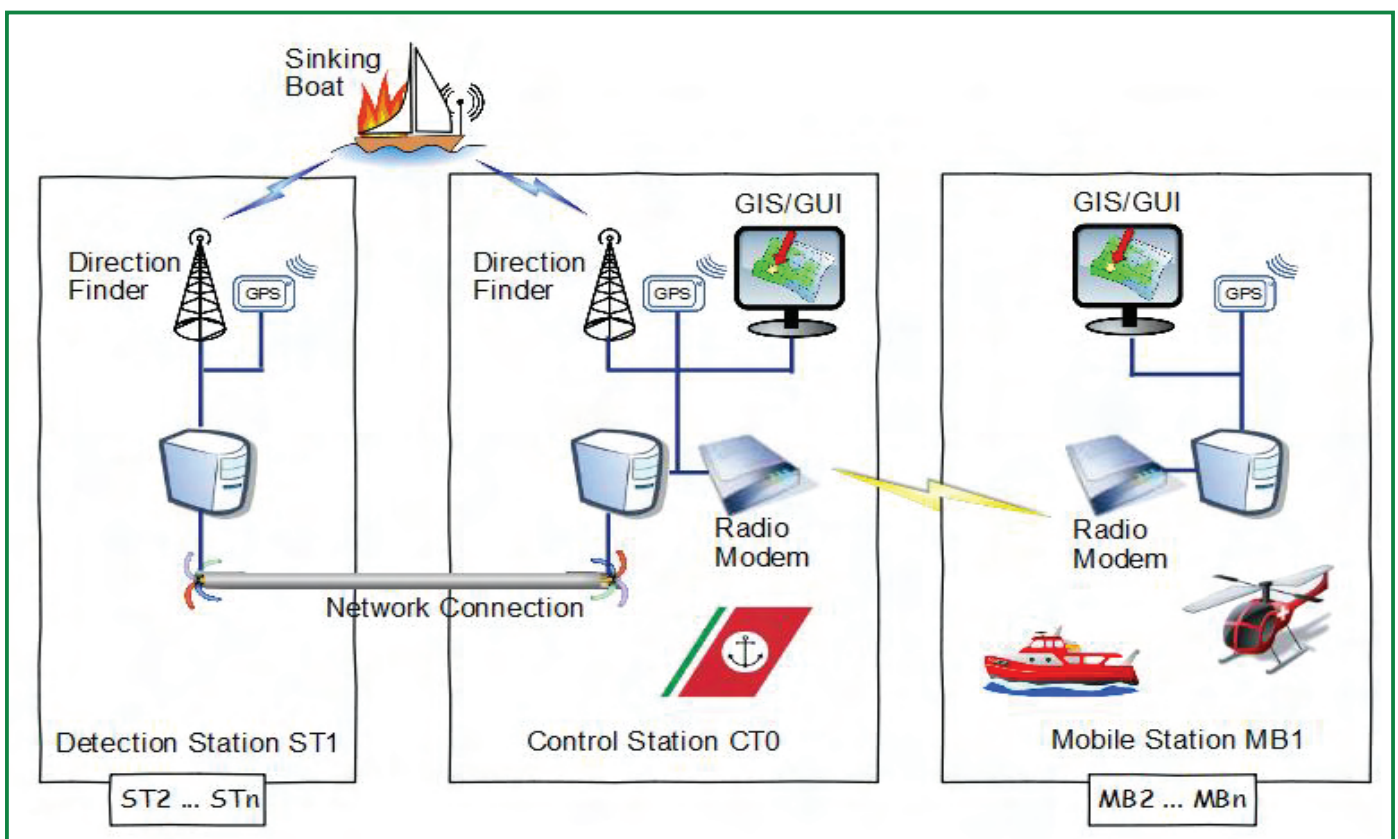 Sinking
Boat
Direction
Finder
GPS
Detection Station ST1
ST2 ... STn
Network Connection
Direction
Finder
GPS
GIS/GUI
Radio
Modem
Control Station CT0
GIS/GUI
GPS
Radio
Modem
Mobile Station MB1
MB2 ... MBn